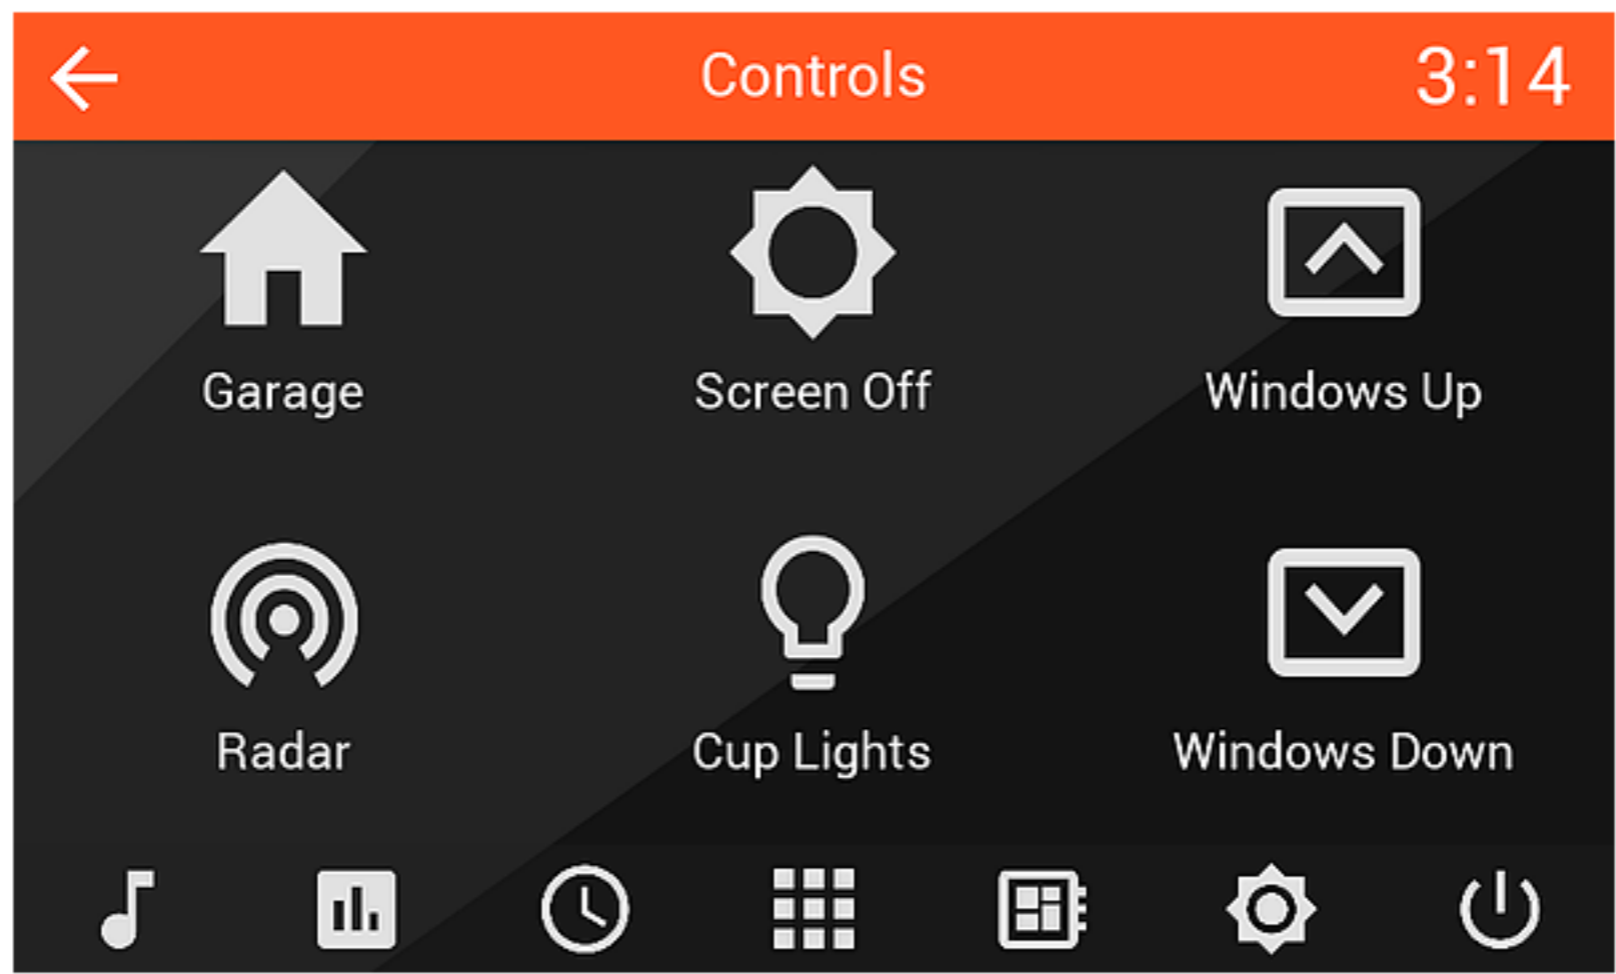 Controls
3:14
Garage
Screen Off
Windows Up
Radar
Cup Lights
Windows Down